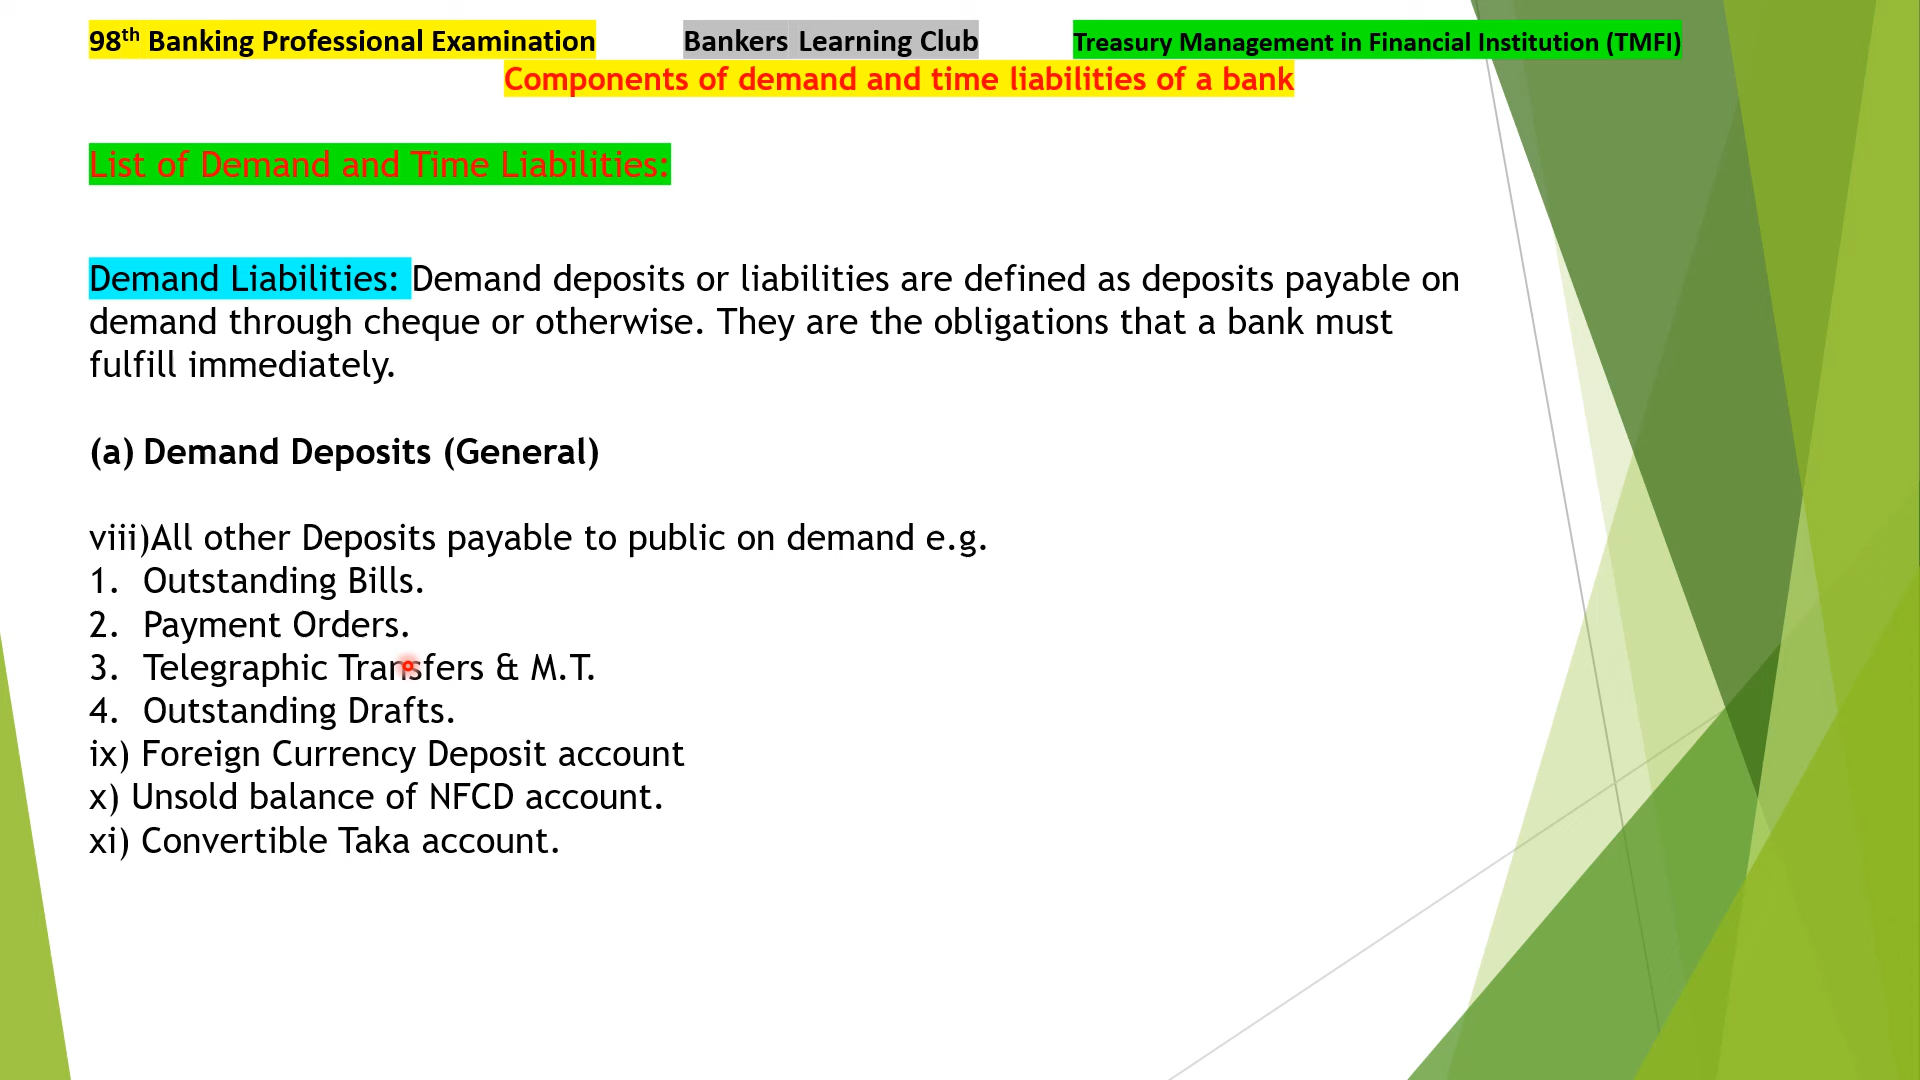 98th Banking Professional Examination Bankers Learning Club Treasury Management in Financial Institution (TMFI)
Components of demand and time liabilities of a bank
List of Demand and Time Liabilities:
Demand Liabilities: Demand deposits or liabilities are defined as deposits payable on
demand through cheque or otherwise. They are the obligations that a bank must
fulfill immediately.
(a) Demand Deposits (General)
viii)All other Deposits payable to public on demand e.g.
1. Outstanding Bills.
2. Payment Orders.
3. Telegraphic Transfers & M.T.
4. Outstanding Drafts.
ix) Foreign Currency Deposit account
x) Unsold balance of NFCD account.
xi) Convertible Taka account.